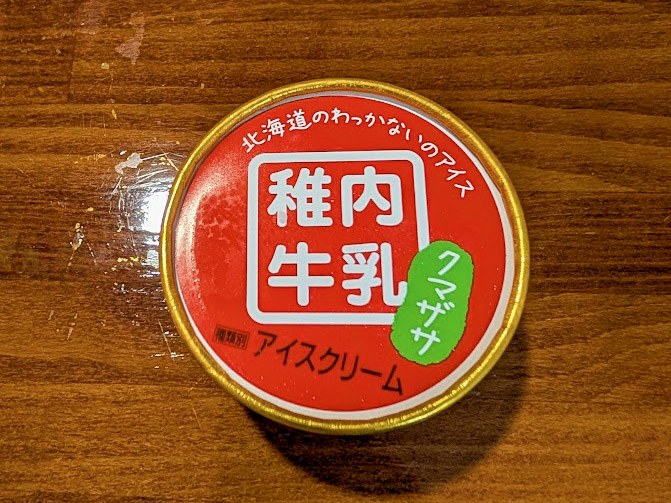 北海道のわっかないのアイス
稚内
牛乳
クマザサ
種類別 アイスクリーム